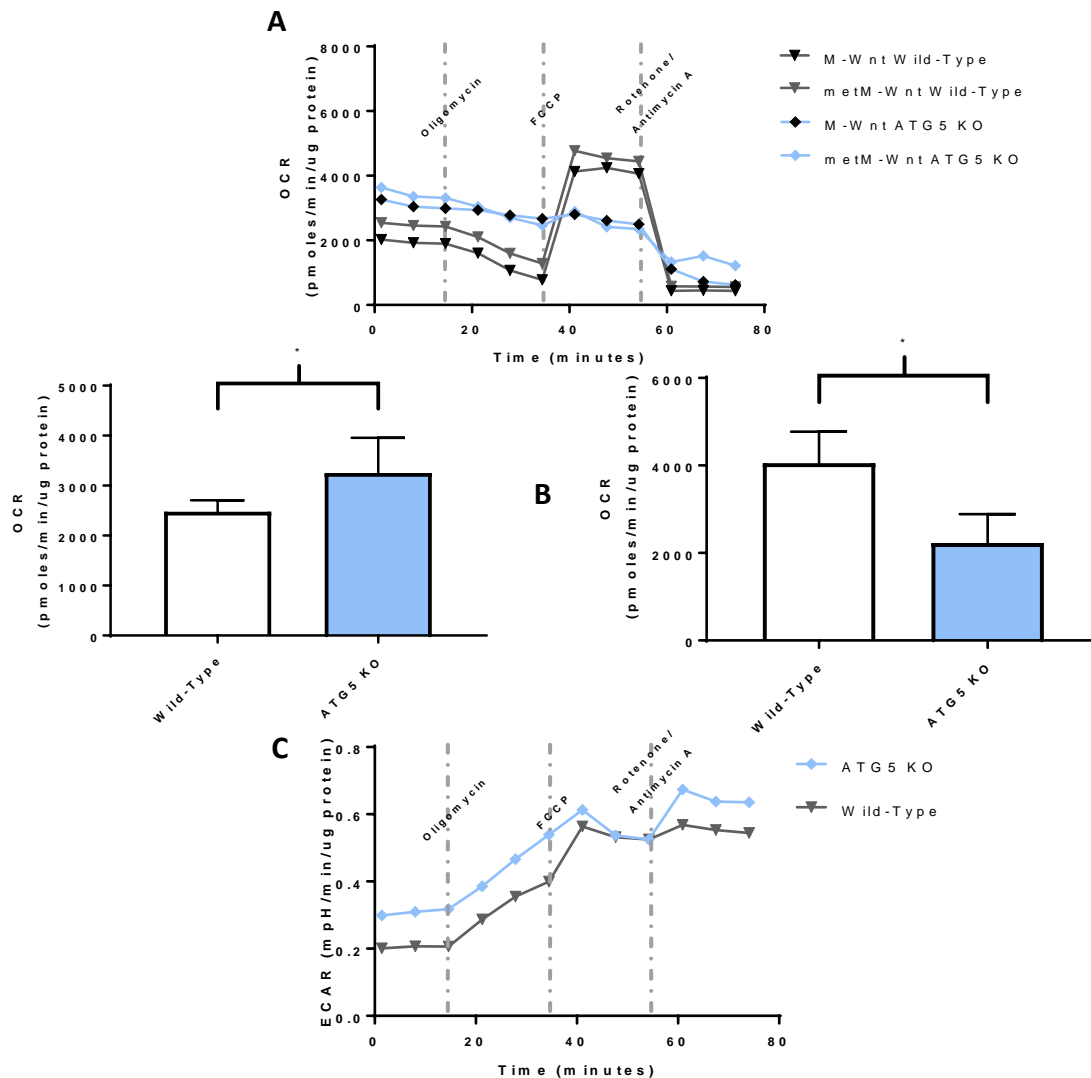 A
8000
6000
4000
2000
0
OCR
(pmoles/min/ug protein)
Oligomycin
FCCP
Rotenone/
Antimycin A
0 20 40 60 80
Time (minutes)
M-Wnt Wild-Type
metM-Wnt Wild-Type
M-Wnt ATG5 KO
metM-Wnt ATG5 KO
*
5000
4000
3000
2000
1000
0
OCR
(pmoles/min/ug protein)
Wild-Type
ATG5 KO
B
*
6000
4000
2000
0
OCR
(pmoles/min/ug protein)
Wild-Type
ATG5 KO
C
0.8
0.6
0.4
0.2
0.0
ECAR (mpH/min/ug protein)
Oligomycin
FCCP
Rotenone/
Antimycin A
0 20 40 60 80
Time (minutes)
ATG5 KO
Wild-Type